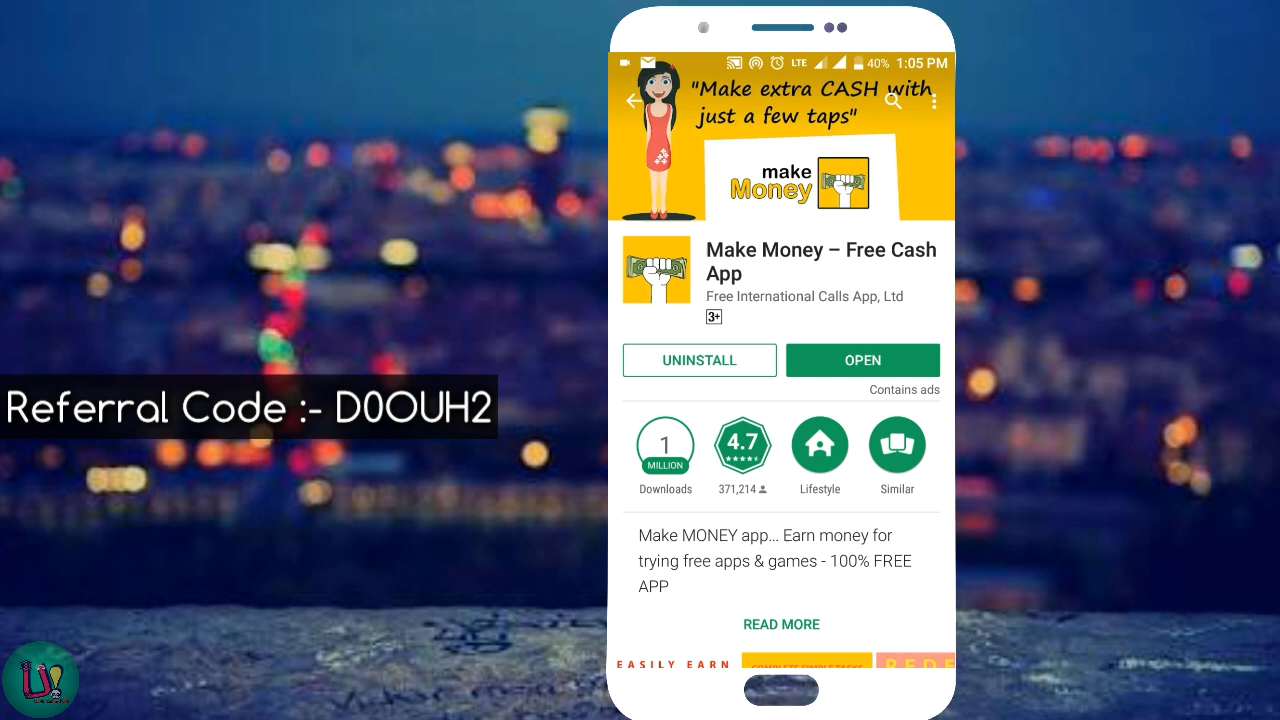 Referral Code :- D0OUH2
LTE 40% 1:05 PM
"Make extra CASH with
just a few taps"
make
Money
Make Money – Free Cash
App
Free International Calls App, Ltd
3+
UNINSTALL
OPEN
Contains ads
1
MILLION
Downloads
4.7
371,214
Lifestyle
Similar
Make MONEY app... Earn money for
trying free apps & games - 100% FREE
APP
READ MORE
EASILY EARN
COMPLETE SIMPLE TASKS